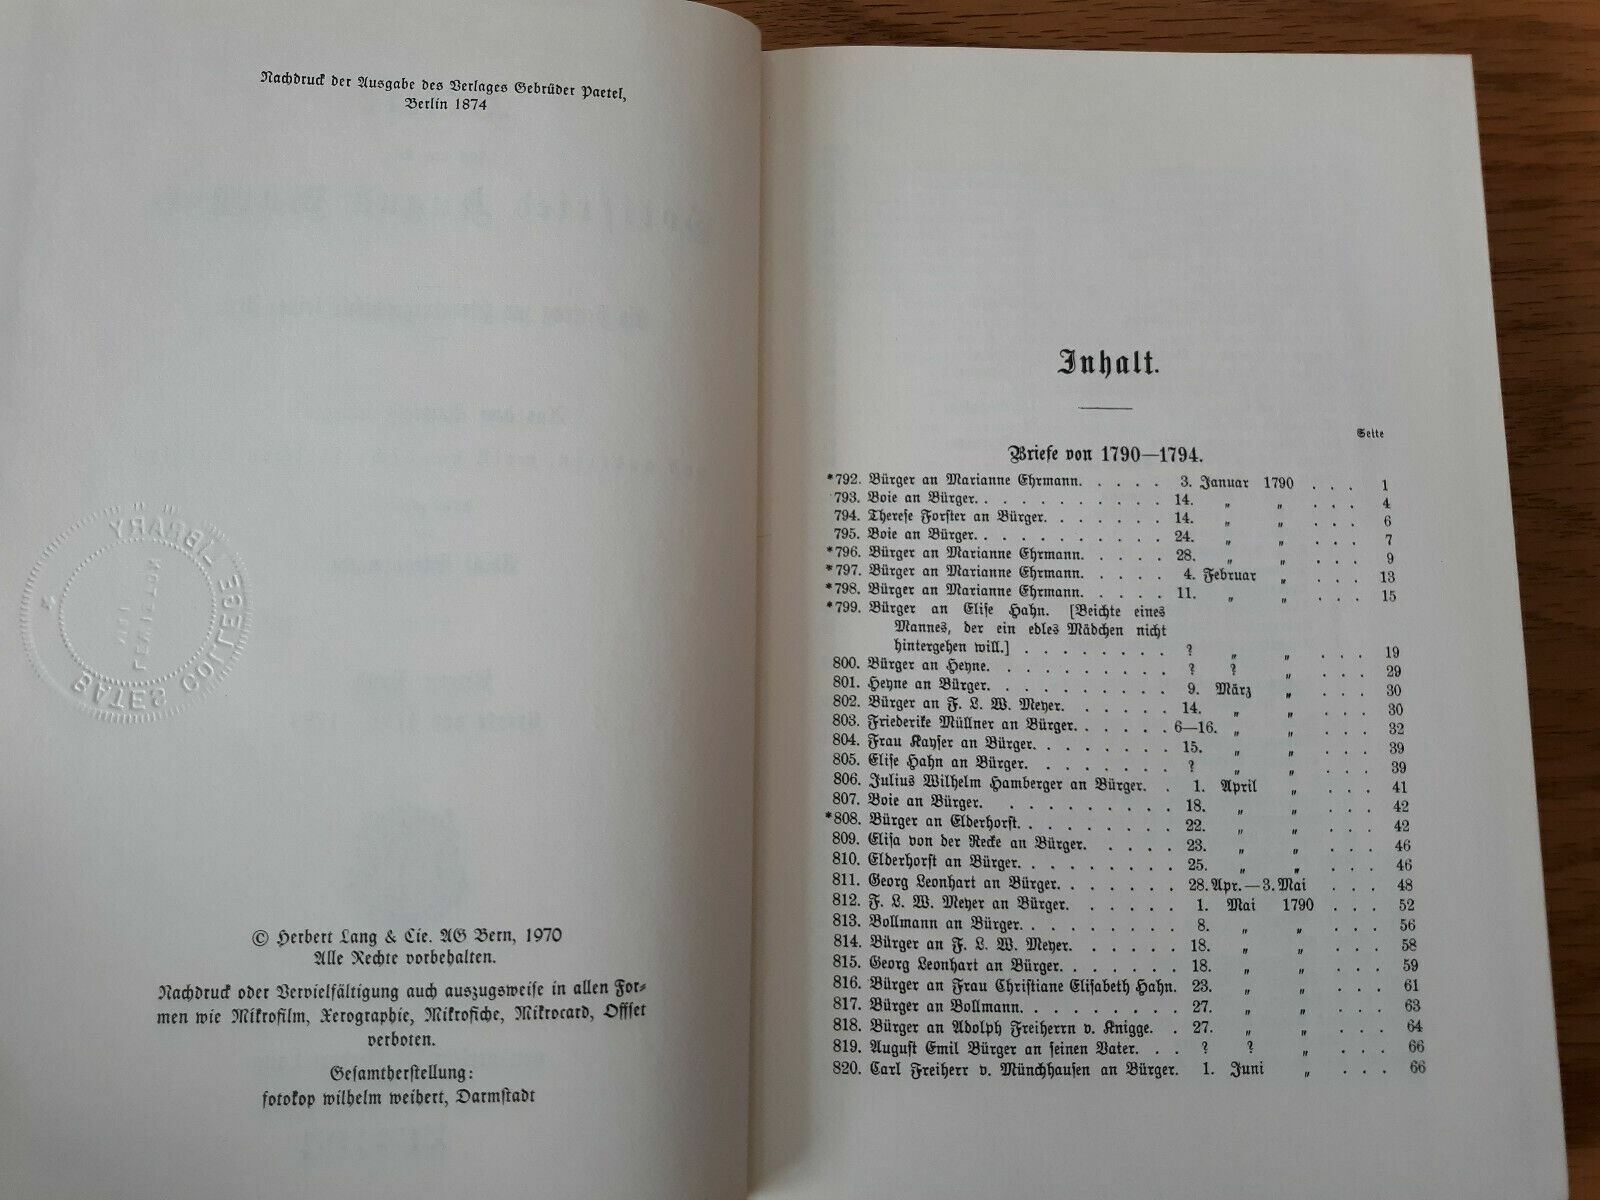 Nachdruck der Ausgabe des Verlages Gebrüder Paetel,
Berlin 1874
BATES COLLEGE LIBRARY
© Herbert Lang & Cie. AG Bern, 1970
Alle Rechte vorbehalten.
Nachdruck oder Vervielfältigung auch auszugsweise in allen For-
men wie Mikrofilm, Xerographie, Mikrofiche, Mikrocard, Offset
verboten.
Gesamtherstellung:
fotokop wilhelm weihert, Darmstadt
Inhalt.
Seite
Briefe von 1790—1794.
*792. Bürger an Marianne Ehrmann. . . . . 3. Januar 1790 . . . 1
793. Boie an Bürger. . . . . . . . . . . 14. „ „ . . . 4
794. Therese Forster an Bürger. . . . . . . 14. „ „ . . . 6
795. Boie an Bürger. . . . . . . . . . . 24. „ „ . . . 7
*796. Bürger an Marianne Ehrmann. . . . . 28. „ „ . . . 9
*797. Bürger an Marianne Ehrmann. . . . . 4. Februar „ . . . 13
*798. Bürger an Marianne Ehrmann. . . . . 11. „ „ . . . 15
*799. Bürger an Elise Hahn. [Beichte eines
Mannes, der ein edles Mädchen nicht
hintergehen will.] . . . . . . . . ? „ „ . . . 19
800. Bürger an Heyne. . . . . . . . . . ? ? „ . . . 29
801. Heyne an Bürger. . . . . . . . . . 9. März „ . . . 30
802. Bürger an F. L. W. Meyer. . . . . . 14. „ „ . . . 30
803. Friederike Müllner an Bürger. . . . . . 6—16. „ „ . . . 32
804. Frau Kayser an Bürger. . . . . . . . 15. „ „ . . . 39
805. Elise Hahn an Bürger. . . . . . . . ? „ „ . . . 39
806. Julius Wilhelm Hamberger an Bürger. . 1. April „ . . . 41
807. Boie an Bürger. . . . . . . . . . 18. „ „ . . . 42
*808. Bürger an Elderhorst. . . . . . . . . 22. „ „ . . . 42
809. Elisa von der Recke an Bürger. . . . . 23. „ „ . . . 46
810. Elderhorst an Bürger. . . . . . . . . 25. „ „ . . . 46
811. Georg Leonhart an Bürger. . . . . . . 28. Apr.—3. Mai . . . 48
812. F. L. W. Meyer an Bürger. . . . . . 1. Mai 1790 . . . 52
813. Bollmann an Bürger. . . . . . . . . 8. „ „ . . . 56
814. Bürger an F. L. W. Meyer. . . . . . 18. „ „ . . . 58
815. Georg Leonhart an Bürger. . . . . . . 18. „ „ . . . 59
816. Bürger an Frau Christiane Elisabeth Hahn. 23. „ „ . . . 61
817. Bürger an Bollmann. . . . . . . . . 27. „ „ . . . 63
818. Bürger an Adolph Freiherrn v. Knigge. . 27. „ „ . . . 64
819. August Emil Bürger an seinen Vater. . . ? ? „ . . . 66
820. Carl Freiherr v. Münchhausen an Bürger. 1. Juni „ . . . 66